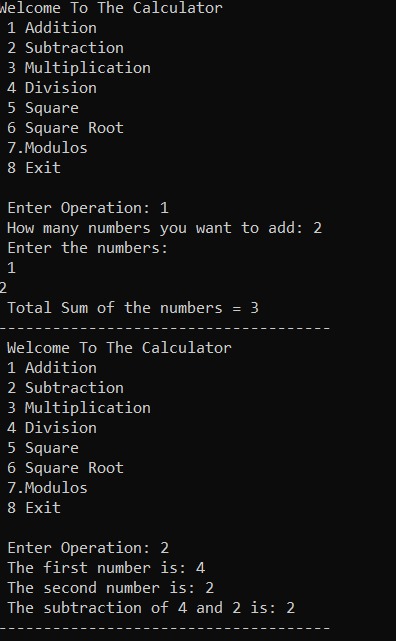 Welcome To The Calculator
1 Addition
2 Subtraction
3 Multiplication
4 Division
5 Square
6 Square Root
7.Modulos
8 Exit
Enter Operation: 1
How many numbers you want to add: 2
Enter the numbers:
1
2
Total Sum of the numbers = 3
-------------------------------------
Welcome To The Calculator
1 Addition
2 Subtraction
3 Multiplication
4 Division
5 Square
6 Square Root
7.Modulos
8 Exit
Enter Operation: 2
The first number is: 4
The second number is: 2
The subtraction of 4 and 2 is: 2
-------------------------------------